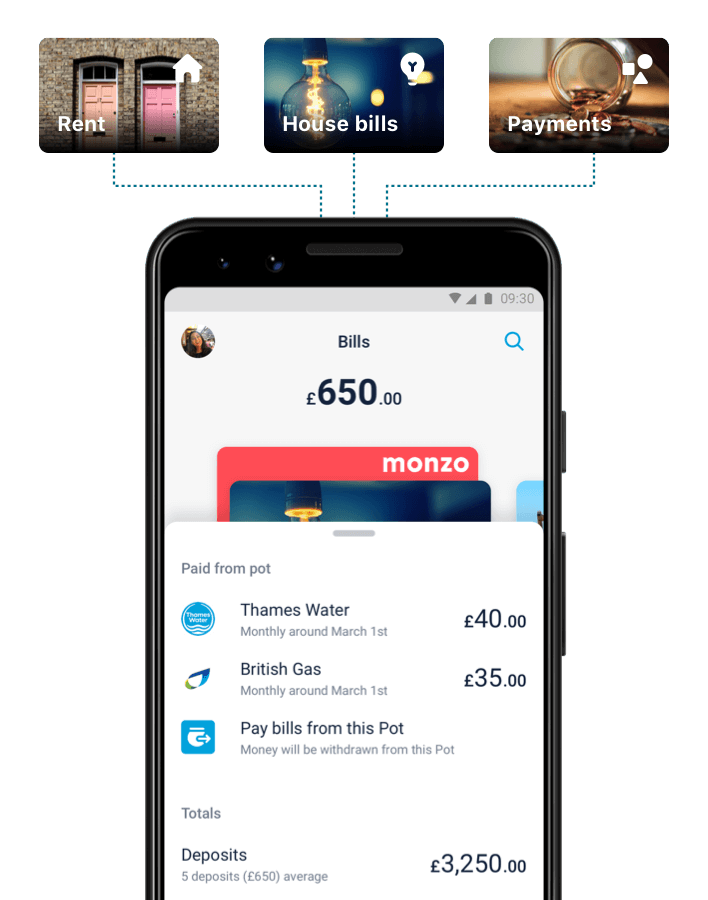 Rent
House bills
Payments
09:30
Bills
£650.00
monzo
Paid from pot
Thames Water
Thames Water
£40.00
Monthly around March 1st
British Gas
£35.00
Monthly around March 1st
Pay bills from this Pot
Money will be withdrawn from this Pot
Totals
Deposits
£3,250.00
5 deposits (£650) average